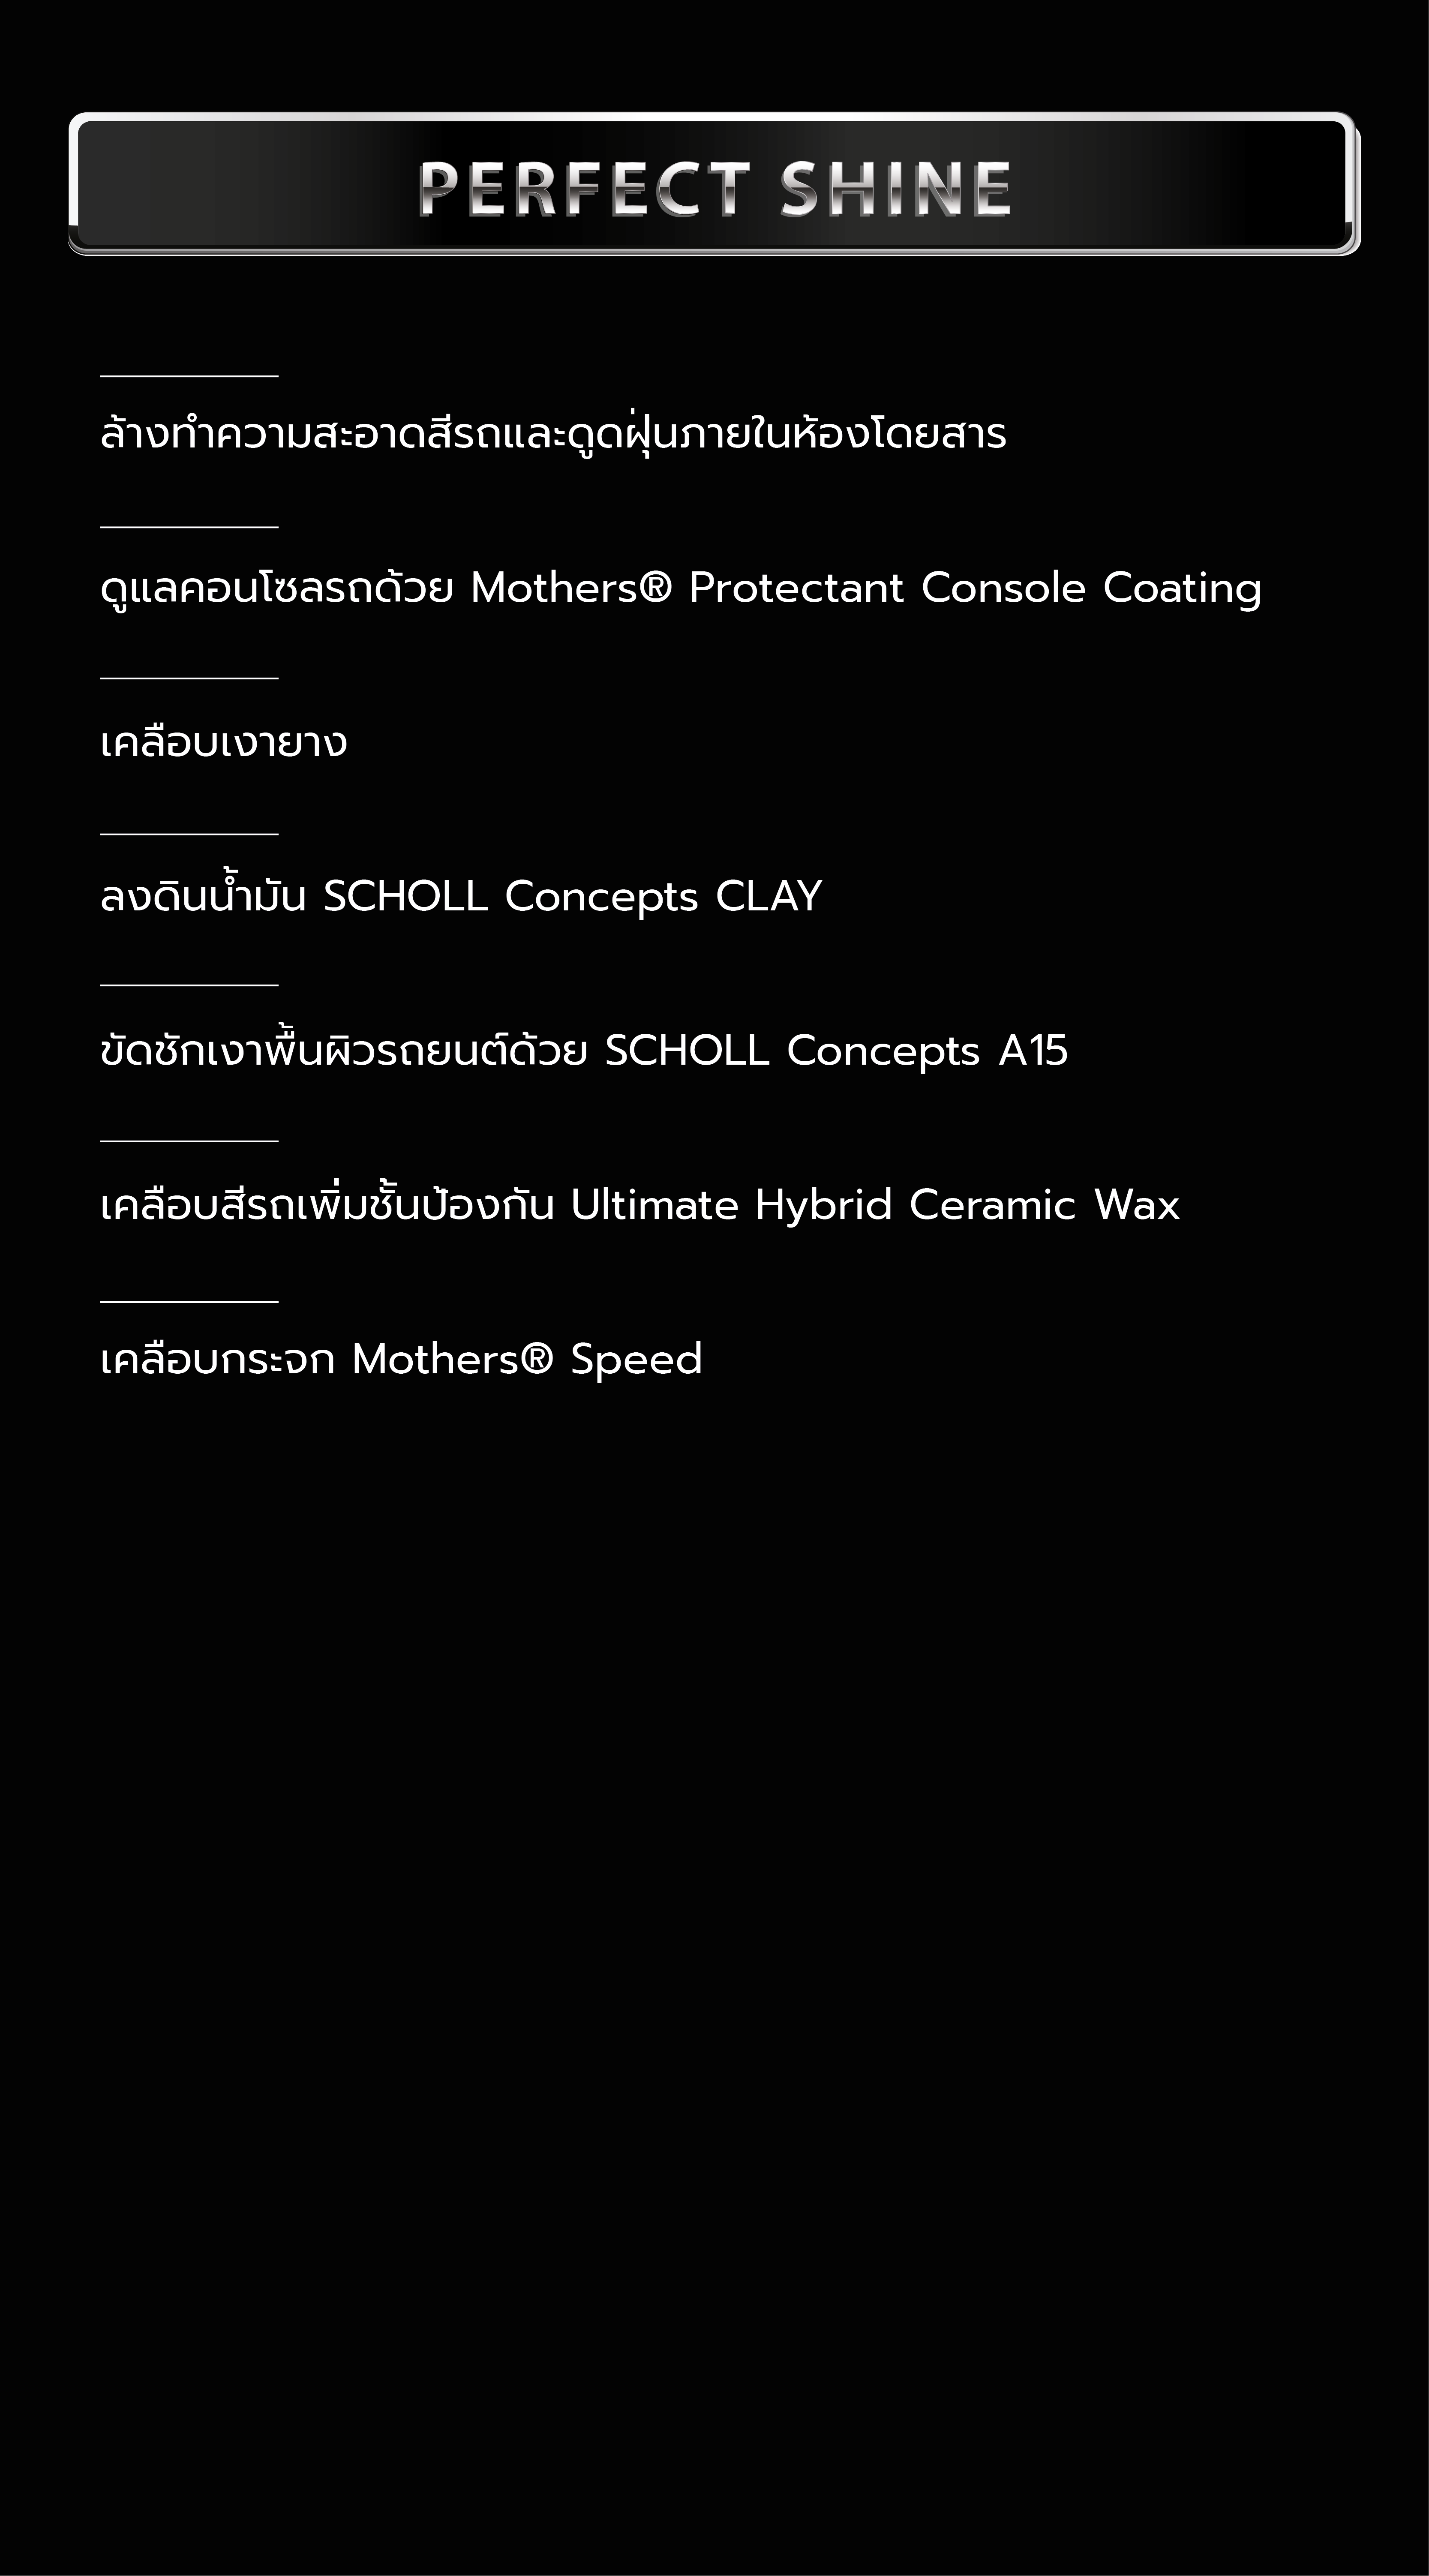 PERFECT SHINE
ล้างทำความสะอาดสีรถและดูดฝุ่นภายในห้องโดยสาร
ดูแลคอนโซลรถด้วย Mothers® Protectant Console Coating
เคลือบเงายาง
ลงดินน้ำมัน SCHOLL Concepts CLAY
ขัดชักเงาพื้นผิวรถยนต์ด้วย SCHOLL Concepts A15
เคลือบสีรถเพิ่มชั้นป้องกัน Ultimate Hybrid Ceramic Wax
เคลือบกระจก Mothers® Speed